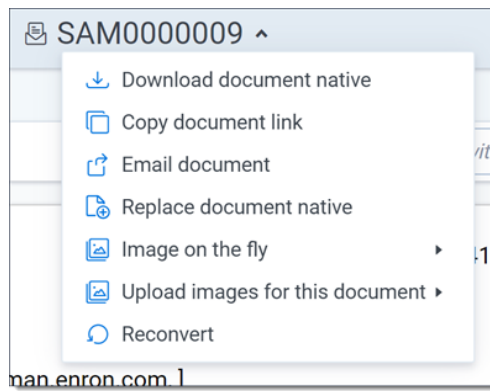 SAM0000009
Download document native
Copy document link
Email document
Replace document native
Image on the fly
Upload images for this document
Reconvert
man.enron.com, ]